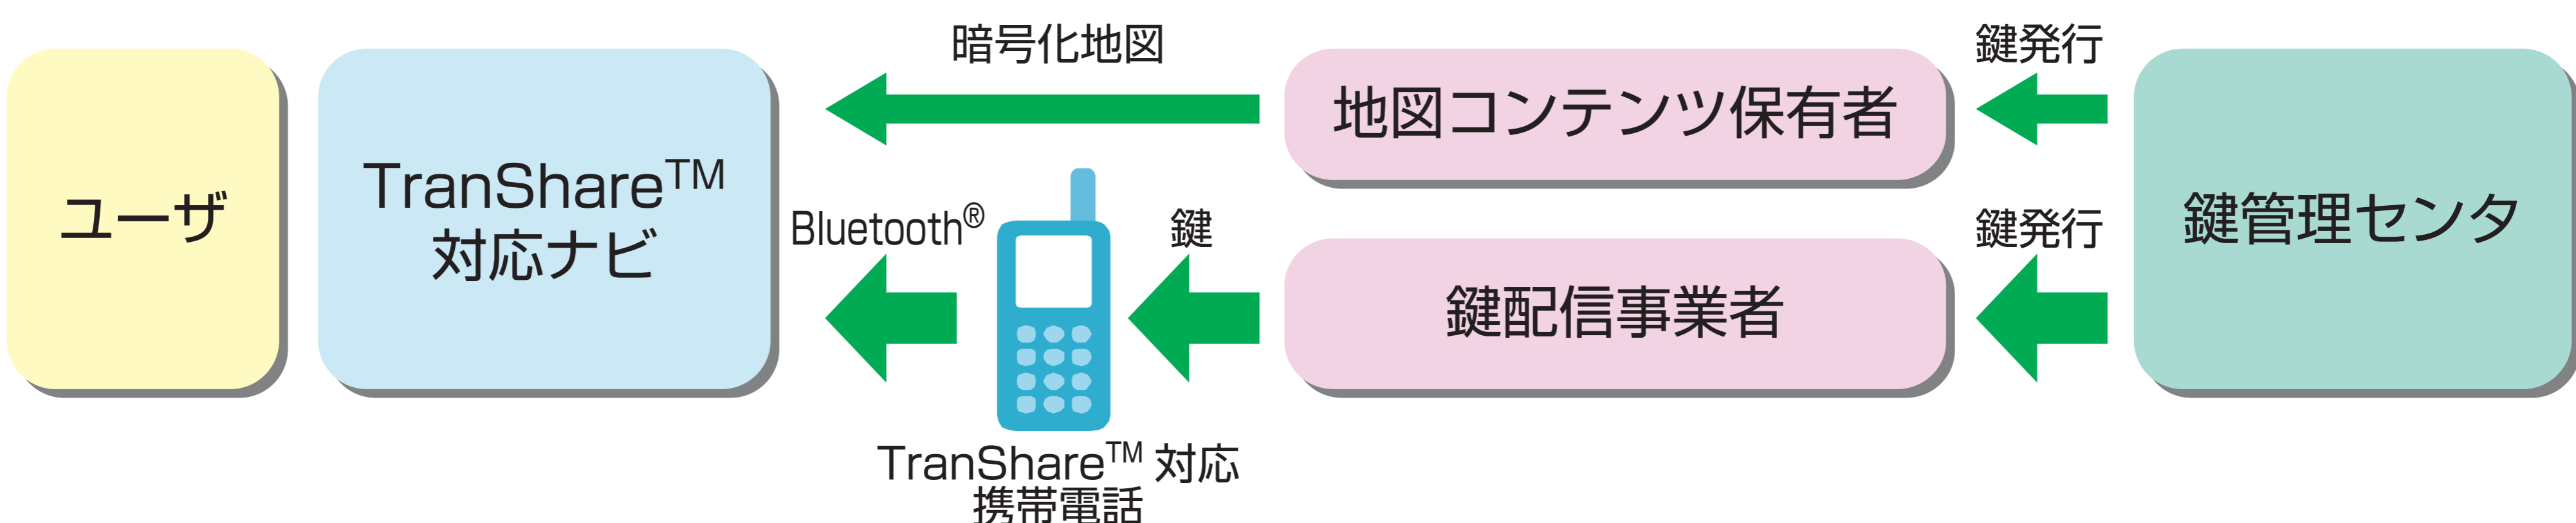 ユーザ
TranShare™
対応ナビ
暗号化地図
Bluetooth®
鍵
TranShare™ 対応
携帯電話
地図コンテンツ保有者
鍵配信事業者
鍵発行
鍵発行
鍵管理センタ